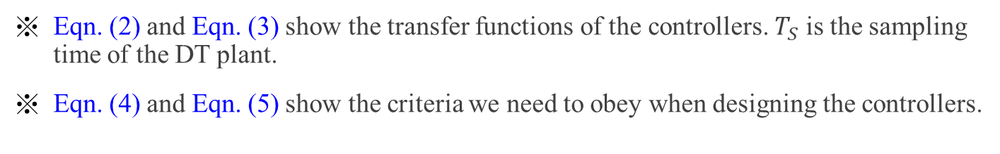 ※ Eqn. (2) and Eqn. (3) show the transfer functions of the controllers. T_S is the sampling
time of the DT plant.
※ Eqn. (4) and Eqn. (5) show the criteria we need to obey when designing the controllers.